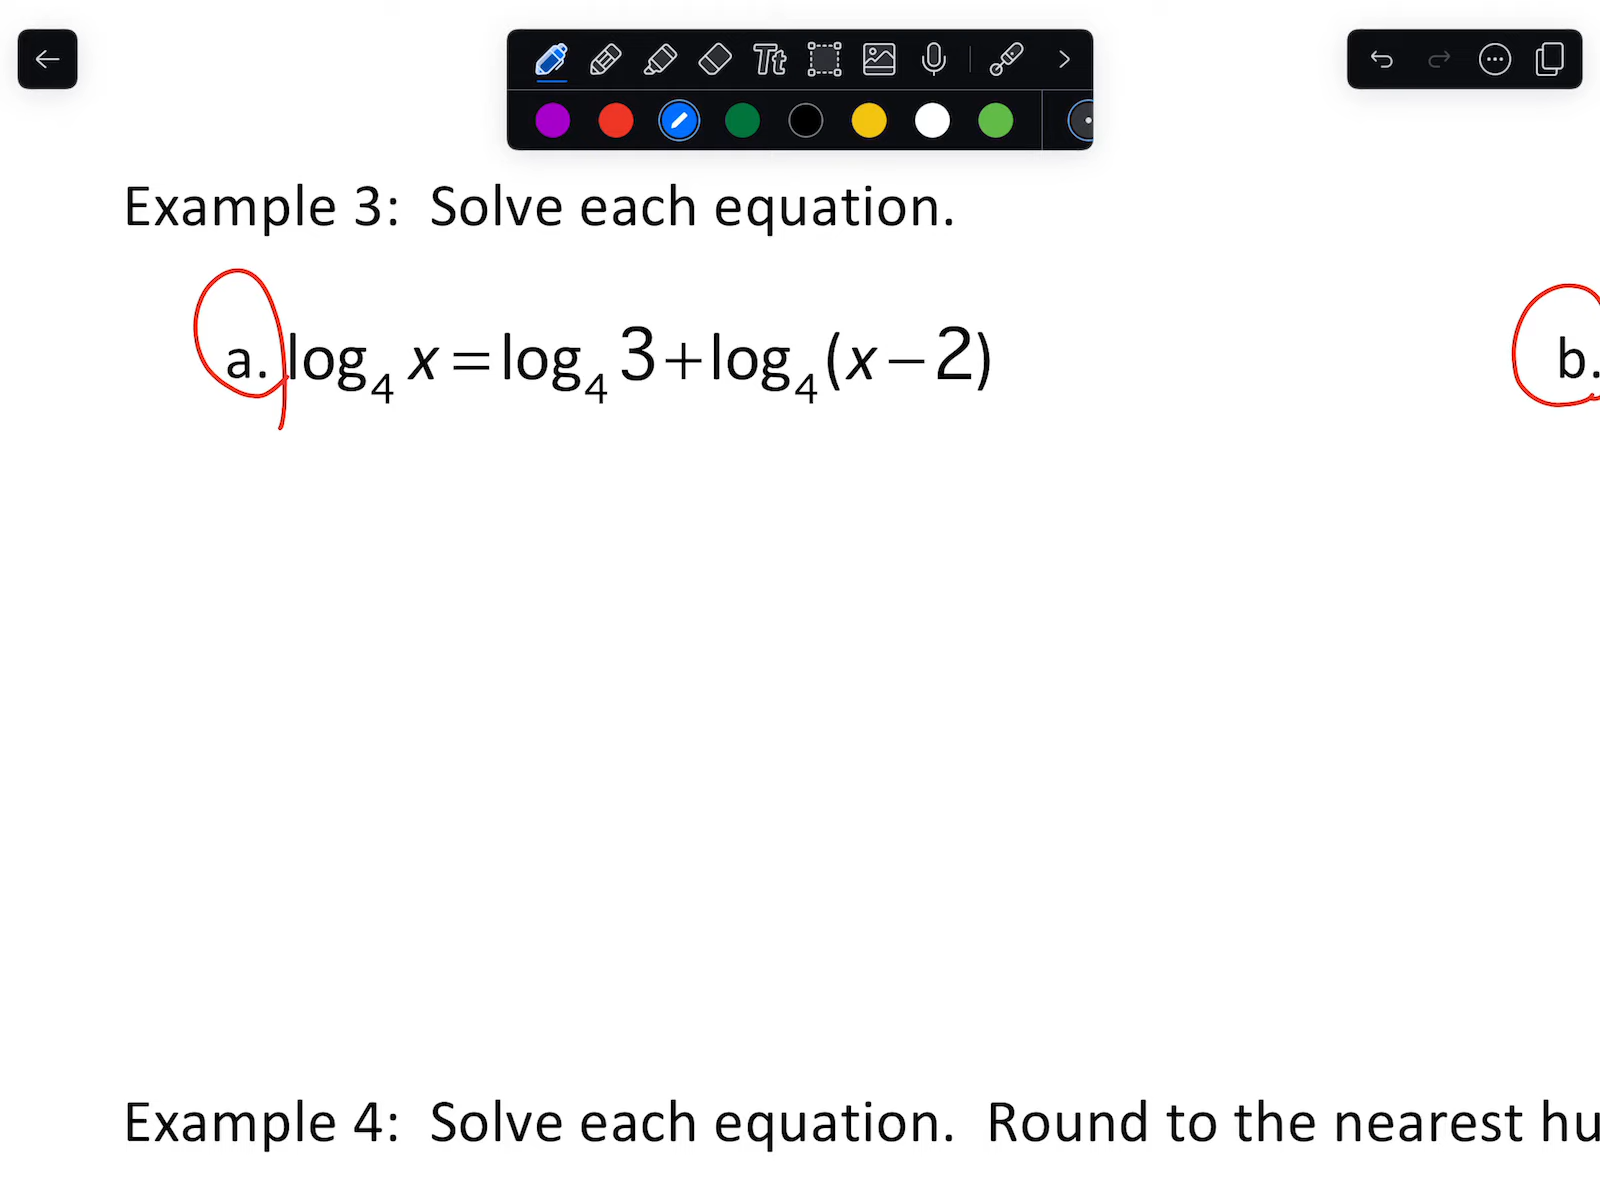 Tt
Example 3: Solve each equation.
a. log₄ x = log₄ 3 + log₄ (x − 2)
b.
Example 4: Solve each equation. Round to the nearest hu